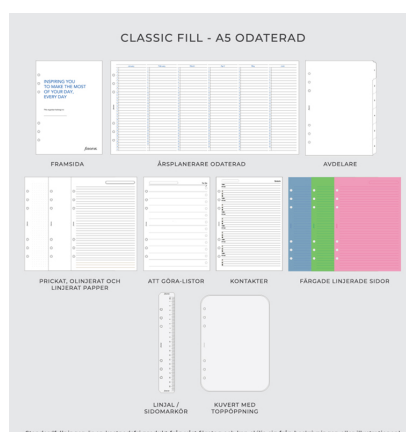 CLASSIC FILL - A5 ODATERAD
INSPIRING YOU
TO MAKE THE MOST
OF YOUR DAY,
EVERY DAY
filofax
FRAMSIDA
ÅRSPLANERARE ODATERAD
AVDELARE
PRICKAT, OLINJERAT OCH
LINJERAT PAPPER
ATT GÖRA-LISTOR
KONTAKTER
FÄRGADE LINJERADE SIDOR
LINJAL /
SIDOMARKÖR
KUVERT MED
TOPPÖPPNING